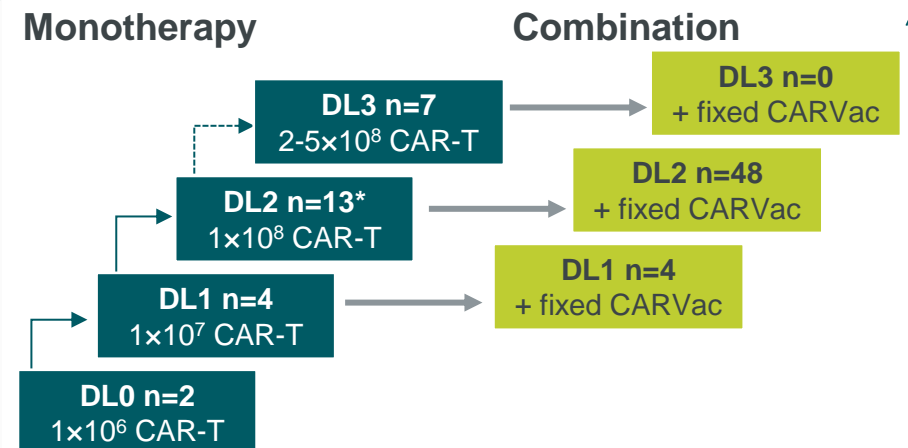 Monotherapy
Combination
DL3 n=7
2-5×10⁸ CAR-T
DL3 n=0
+ fixed CARVac
DL2 n=13*
1×10⁸ CAR-T
DL2 n=48
+ fixed CARVac
DL1 n=4
1×10⁷ CAR-T
DL1 n=4
+ fixed CARVac
DL0 n=2
1×10⁶ CAR-T